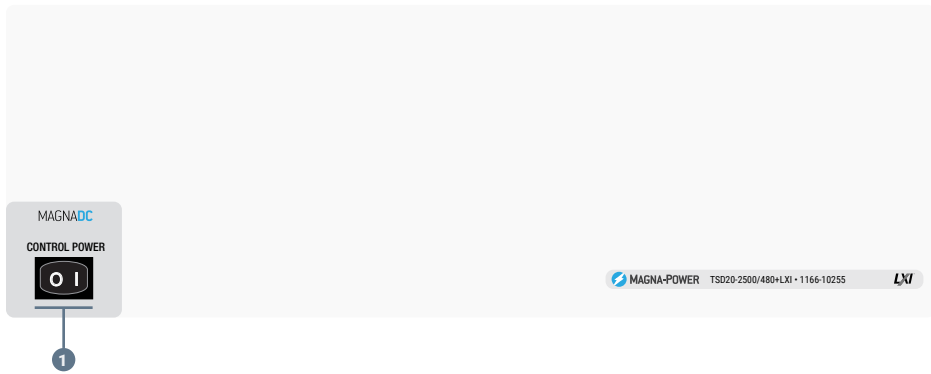 MAGNADC
CONTROL POWER
O I
MAGNA-POWER TSD20-2500/480+LXI • 1166-10255 LXI
1